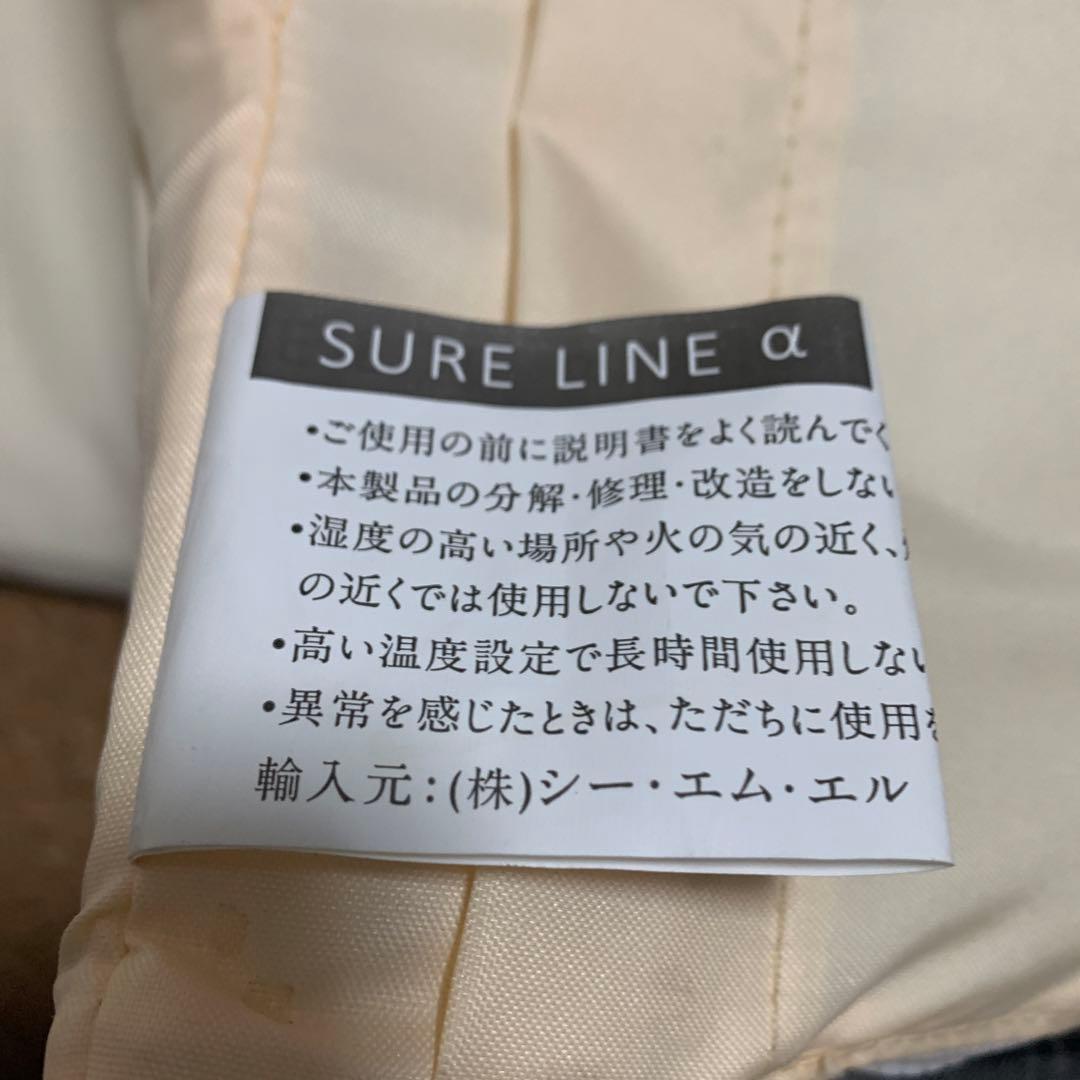 SURE LINE α
・ご使用の前に説明書をよく読んで
・本製品の分解・修理・改造をしない
・湿度の高い場所や火の気の近く、
の近くでは使用しないで下さい。
・高い温度設定で長時間使用しない
・異常を感じたときは、ただちに使用を
輸入元:(株)シー・エム・エル